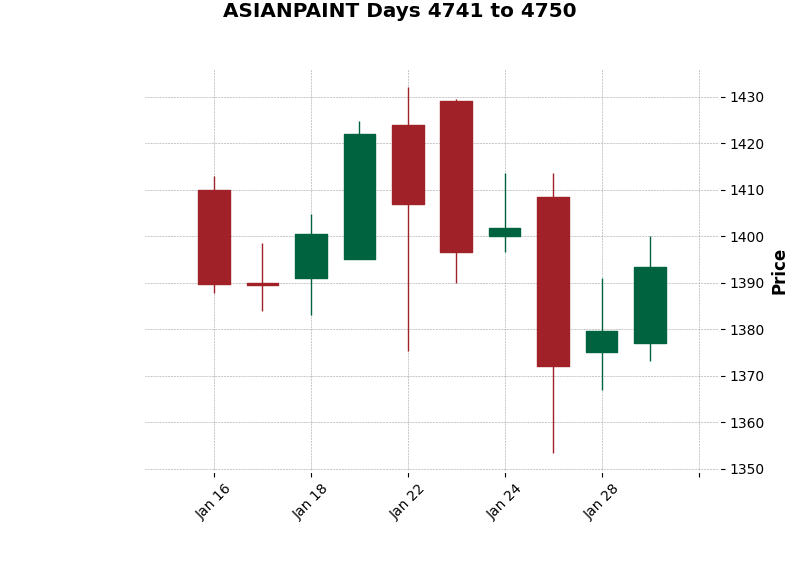 ASIANPAINT Days 4741 to 4750
1430
1420
1410
1400
1390
1380
1370
1360
1350
Price
Jan 16
Jan 18
Jan 22
Jan 24
Jan 28